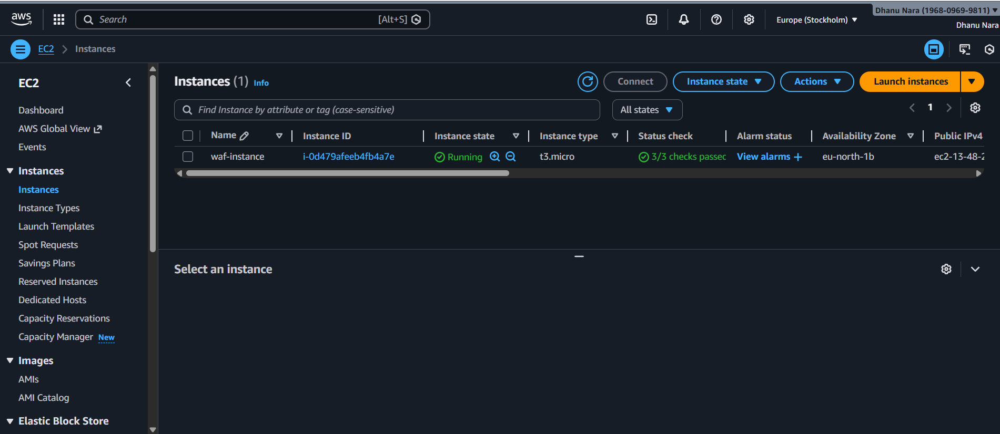 aws
Search [Alt+S]
Europe (Stockholm)
Dhanu Nara (1968-0969-9811)
Dhanu Nara
EC2 Instances
EC2
Dashboard
AWS Global View
Events
Instances
Instances
Instance Types
Launch Templates
Spot Requests
Savings Plans
Reserved Instances
Dedicated Hosts
Capacity Reservations
Capacity Manager New
Images
AMIs
AMI Catalog
Elastic Block Store
Instances (1) Info
Connect Instance state Actions Launch instances
Find Instance by attribute or tag (case-sensitive) All states 1
Name Instance ID Instance state Instance type Status check Alarm status Availability Zone Public IPv4
waf-instance i-0d479afeeb4fb4a7e Running t3.micro 3/3 checks View alarms + eu-north-1b ec2-13-48-2
Select an instance